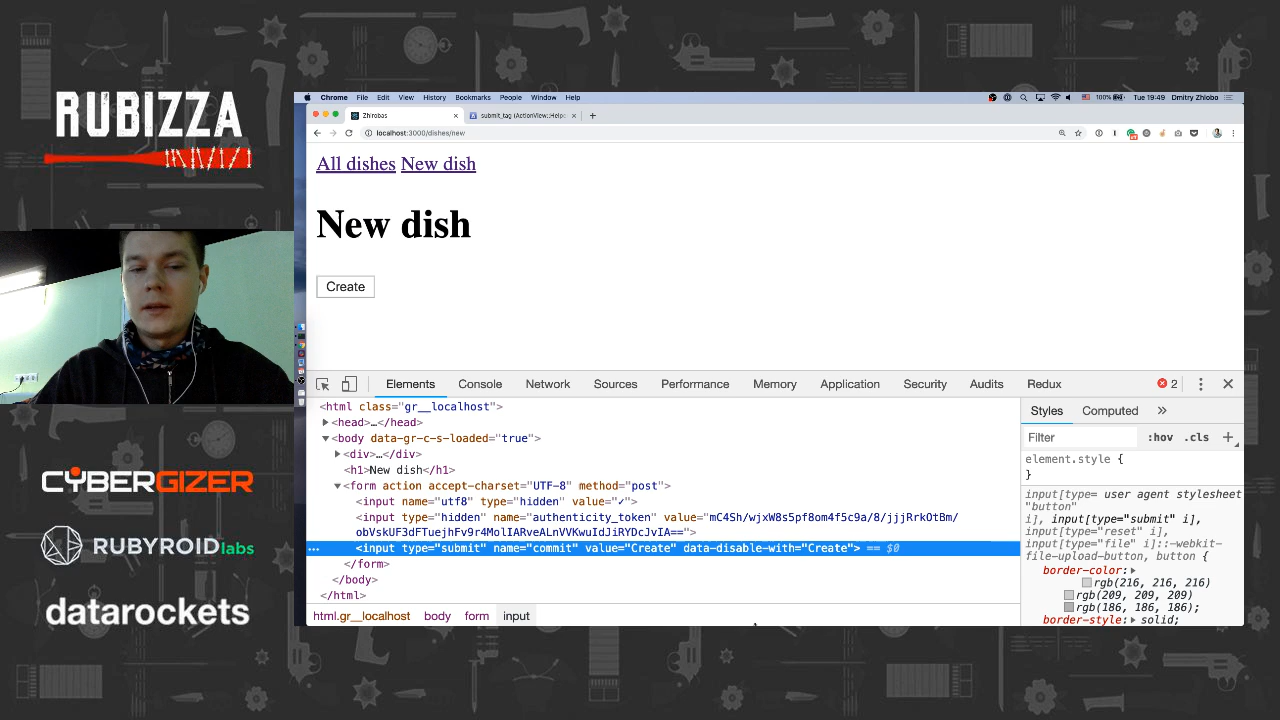 RUBIZZA
CYBERGIZER
RUBYROID labs
datarockets
Chrome File Edit View History Bookmarks People Window Help
100% Tue 19:49 Dmitry Zhlobo
Zhirobas
submit_tag (ActionView::Help
localhost:3000/dishes/new
All dishes New dish
New dish
Create
Elements Console Network Sources Performance Memory Application Security Audits Redux 2
<html class="gr__localhost">
<head>…</head>
<body data-gr-c-s-loaded="true">
<div>…</div>
<h1>New dish</h1>
<form action accept-charset="UTF-8" method="post">
<input name="utf8" type="hidden" value="✓">
<input type="hidden" name="authenticity_token" value="mC4Sh/wjxW8s5pf8om4f5c9a/8/jjjRrkOtBm/
obVskUF3dFTuejhFv9r4MolIARveALnVVKwuIdJiRYDcJvIA==">
<input type="submit" name="commit" value="Create" data-disable-with="Create"> == $0
</form>
</body>
</html>
html.gr__localhost body form input
Styles Computed »
Filter :hov .cls +
element.style {
}
input[type= user agent stylesheet
"button"
i], input[type="submit" i],
input[type="reset" i],
input[type="file" i]::-webkit-
file-upload-button, button {
border-color:
rgb(216, 216, 216)
rgb(209, 209, 209)
rgb(186, 186, 186);
border-style: solid;